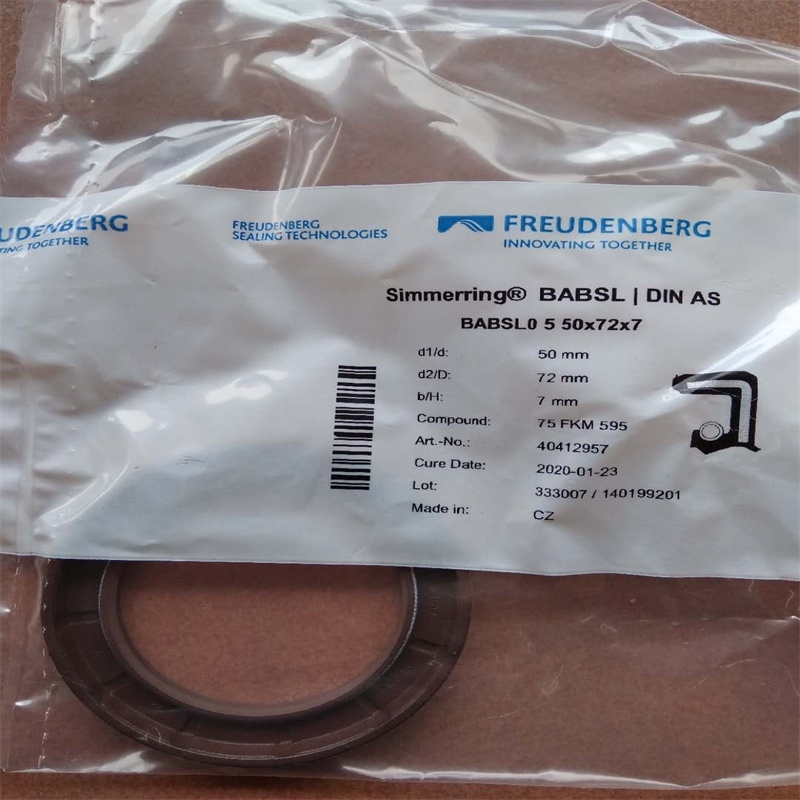 UDENBERG
NG TOGETHER
FREUDENBERG
SEALING TECHNOLOGIES
FREUDENBERG
INNOVATING TOGETHER
Simmerring® BABSL | DIN AS
BABSL0 5 50x72x7
d1/d: 50 mm
d2/D: 72 mm
b/H: 7 mm
Compound: 75 FKM 595
Art.-No.: 40412957
Cure Date: 2020-01-23
Lot: 333007 / 140199201
Made in: CZ